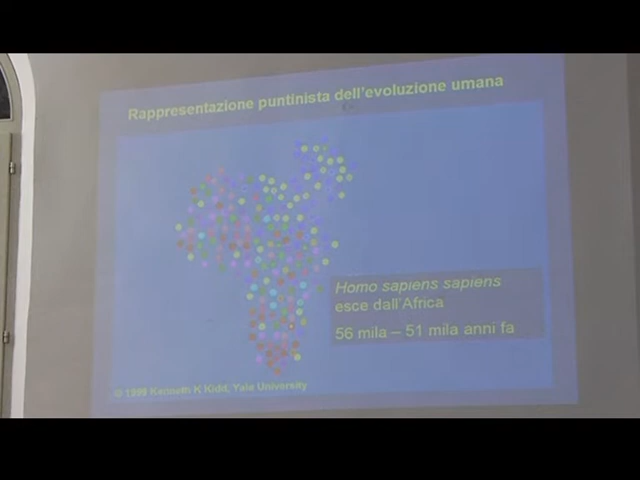 Rappresentazione puntinista dell'evoluzione umana
Homo sapiens sapiens
esce dall'Africa
56 mila – 51 mila anni fa
© 1999 Kenneth K Kidd, Yale University